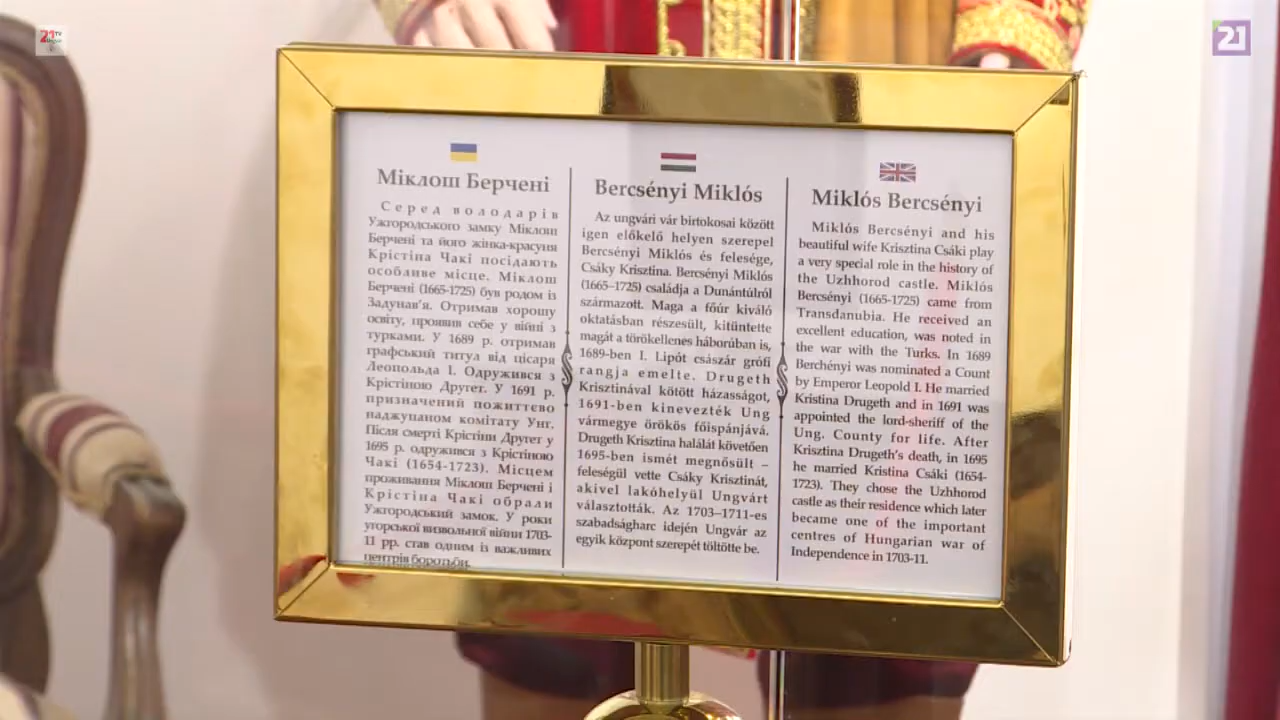 21
Міклош Берчені
Серед володарів
Ужгородського замку Міклош
Берчені та його жінка-красуня
Крістіна Чакі посідають
особливе місце. Міклош
Берчені (1665-1725) був родом із
Задунав'я. Отримав хорошу
освіту, проявив себе у війні з
турками. У 1689 р. отримав
графський титул від цісаря
Леопольда І. Одружився з
Крістіною Другет. У 1691 р.
призначений пожиттєво
наджупаном комітату Унг.
Після смерті Крістіни Другет у
1695 р. одружився з Крістіною
Чакі (1654-1723). Місцем
проживання Міклош Берчені і
Крістіна Чакі обрали
Ужгородський замок. У роки
угорської визвольної війни 1703-
11 рр. став одним із важливих
центрів боротьби.
Bercsényi Miklós
Az ungvári vár birtokosai között
igen előkelő helyen szerepel
Bercsényi Miklós és felesége,
Csáky Krisztina. Bercsényi Miklós
(1665–1725) családja a Dunántúlról
származott. Maga a főúr kiváló
oktatásban részesült, kitüntette
magát a törökellenes háborúban is,
1689-ben I. Lipót császár grófi
rangja emelte. Drugeth
Krisztinával kötött házasságot,
1691-ben kinevezték Ung
vármegye örökös főispánjává.
Drugeth Krisztina halálát követően
1695-ben ismét megnősült –
feleségül vette Csáky Krisztinát,
akivel lakóhelyül Ungvárt
választották. Az 1703–1711-es
szabadságharc idején Ungvár az
egyik központ szerepét töltötte be.
Miklós Bercsényi
Miklós Bercsényi and his
beautiful wife Krisztina Csáki play
a very special role in the history of
the Uzhhorod castle. Miklós
Bercsényi (1665-1725) came from
Transdanubia. He received an
excellent education, was noted in
the war with the Turks. In 1689
Berchényi was nominated a Count
by Emperor Leopold I. He married
Kristina Drugeth and in 1691 was
appointed the lord-sheriff of the
Ung. County for life. After
Krisztina Drugeth's death, in 1695
he married Kristina Csáki (1654-
1723). They chose the Uzhhorod
castle as their residence which later
became one of the important
centres of Hungarian war of
Independence in 1703-11.
21